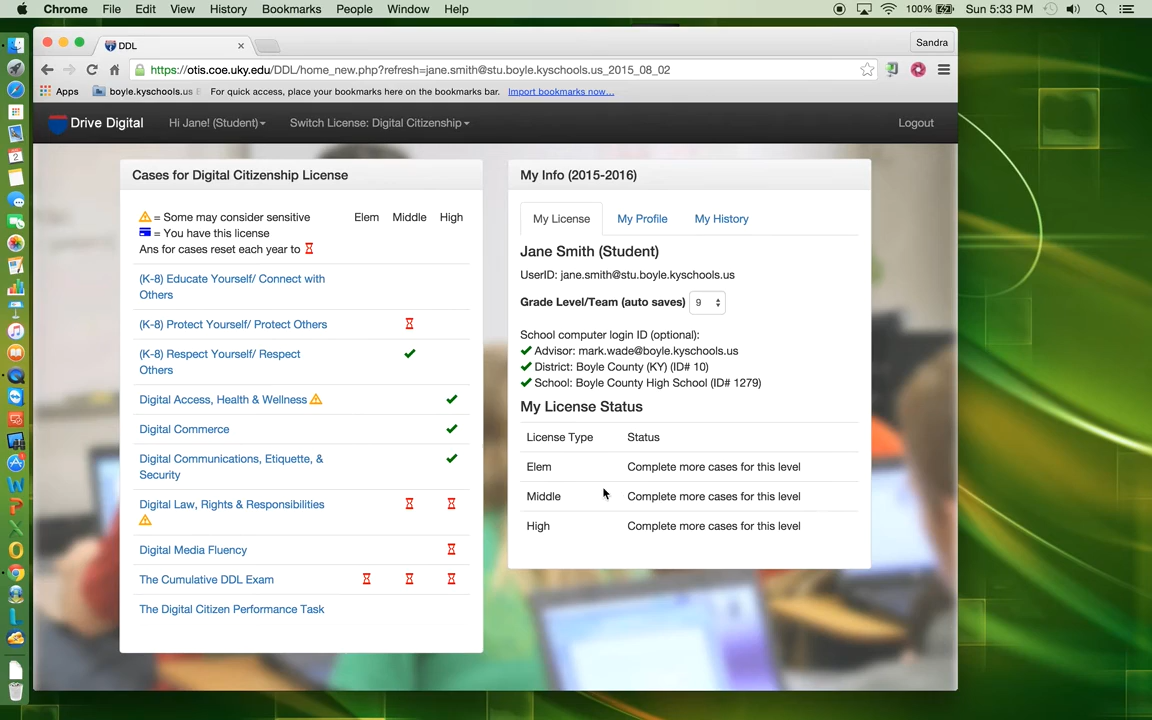 Chrome File Edit View History Bookmarks People Window Help 100% Sun 5:33 PM
DDL Sandra
https://otis.coe.uky.edu/DDL/home_new.php?refresh=jane.smith@stu.boyle.kyschools.us_2015_08_02
Apps boyle.kyschools.us E For quick access, place your bookmarks here on the bookmarks bar. Import bookmarks now...
Drive Digital Hi Jane! (Student) Switch License: Digital Citizenship Logout
Cases for Digital Citizenship License
= Some may consider sensitive Elem Middle High
= You have this license
Ans for cases reset each year to
(K-8) Educate Yourself/ Connect with
Others
(K-8) Protect Yourself/ Protect Others
(K-8) Respect Yourself/ Respect
Others
Digital Access, Health & Wellness
Digital Commerce
Digital Communications, Etiquette, &
Security
Digital Law, Rights & Responsibilities
Digital Media Fluency
The Cumulative DDL Exam
The Digital Citizen Performance Task
My Info (2015-2016)
My License My Profile My History
Jane Smith (Student)
UserID: jane.smith@stu.boyle.kyschools.us
Grade Level/Team (auto saves) 9
School computer login ID (optional):
Advisor: mark.wade@boyle.kyschools.us
District: Boyle County (KY) (ID# 10)
School: Boyle County High School (ID# 1279)
My License Status
License Type Status
Elem Complete more cases for this level
Middle Complete more cases for this level
High Complete more cases for this level